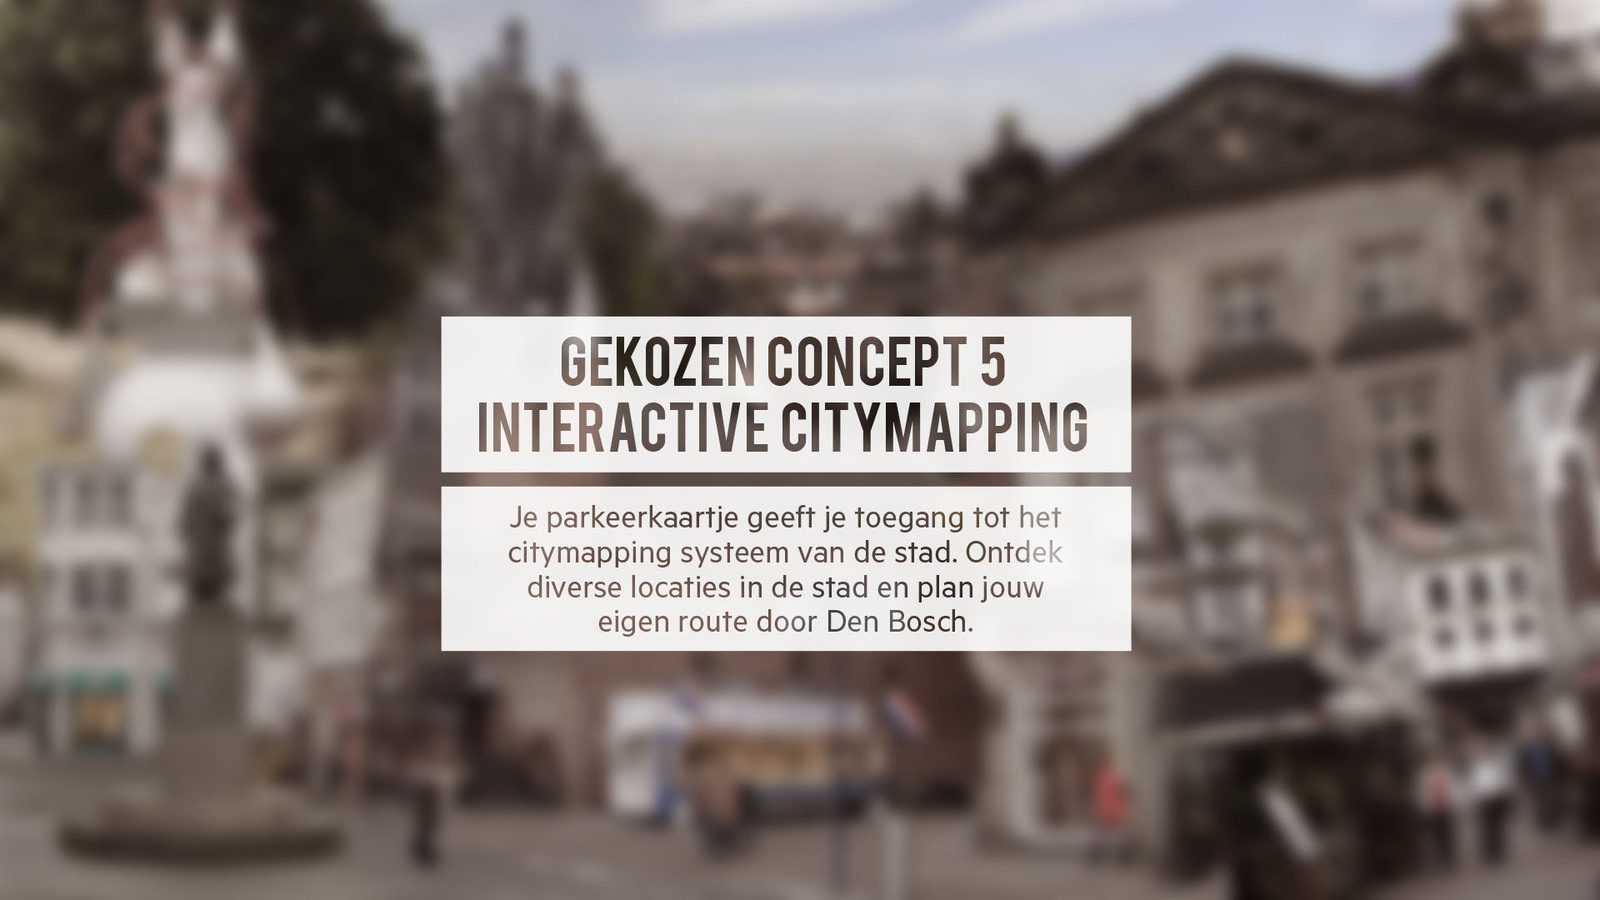 GEKOZEN CONCEPT 5
INTERACTIVE CITYMAPPING
Je parkeerkaartje geeft je toegang tot het
citymapping systeem van de stad. Ontdek
diverse locaties in de stad en plan jouw
eigen route door Den Bosch.